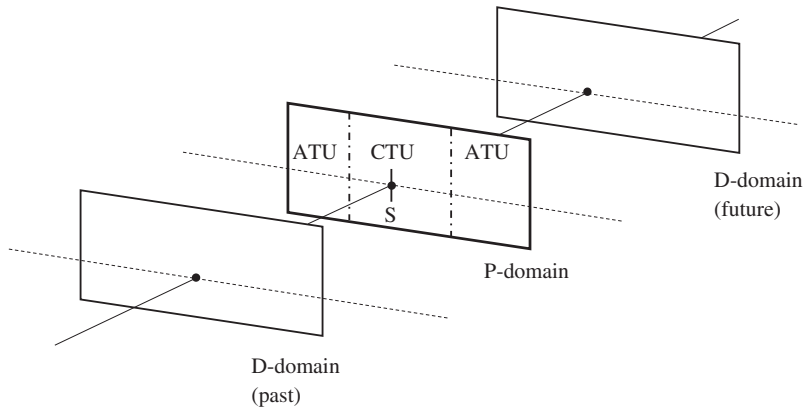 ATU CTU ATU
S
D-domain
(future)
P-domain
D-domain
(past)